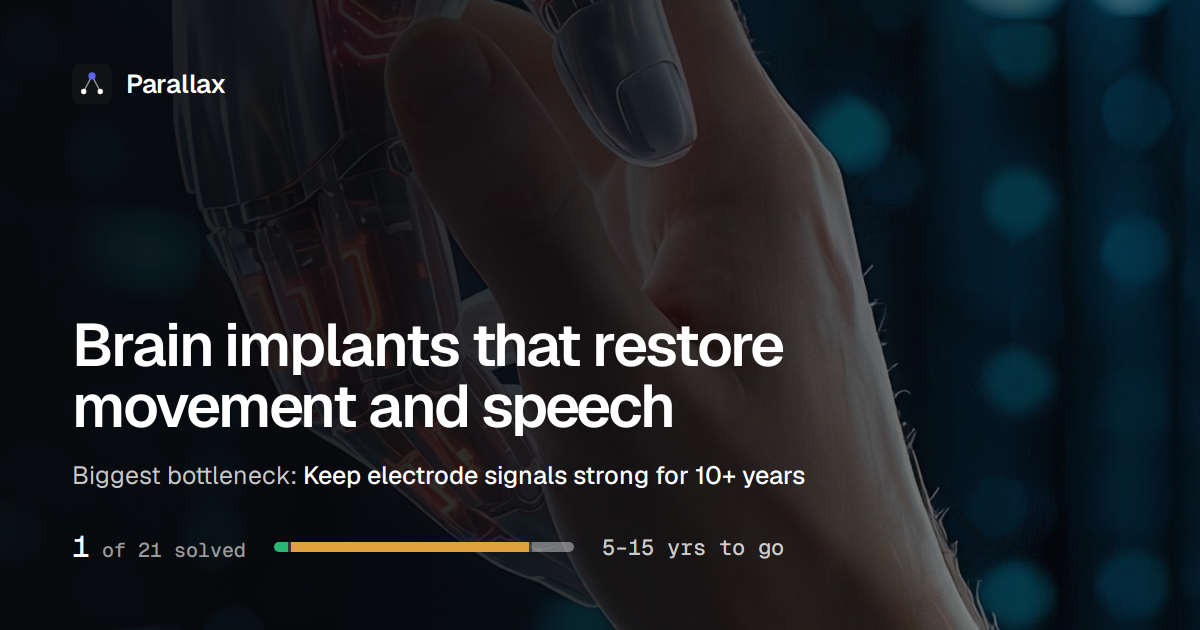 Parallax
Brain implants that restore
movement and speech
Biggest bottleneck: Keep electrode signals strong for 10+ years
1 of 21 solved
5–15 yrs to go